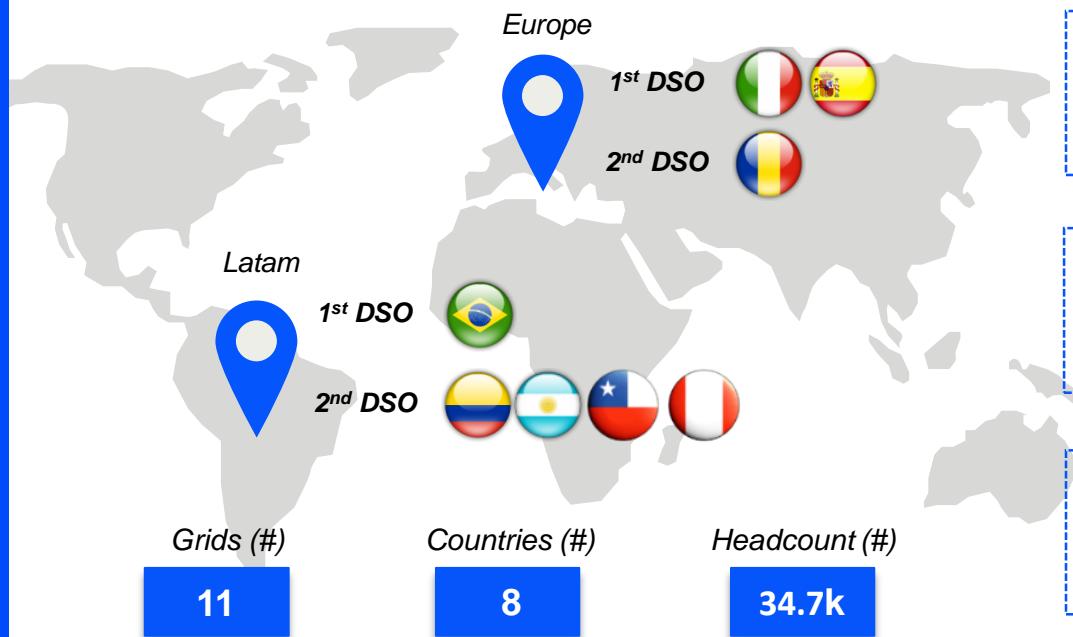 Europe
1st DSO
2nd DSO
Latam
1st DSO
2nd DSO
Grids (#)
Countries (#)
Headcount (#)
11
8
34.7k